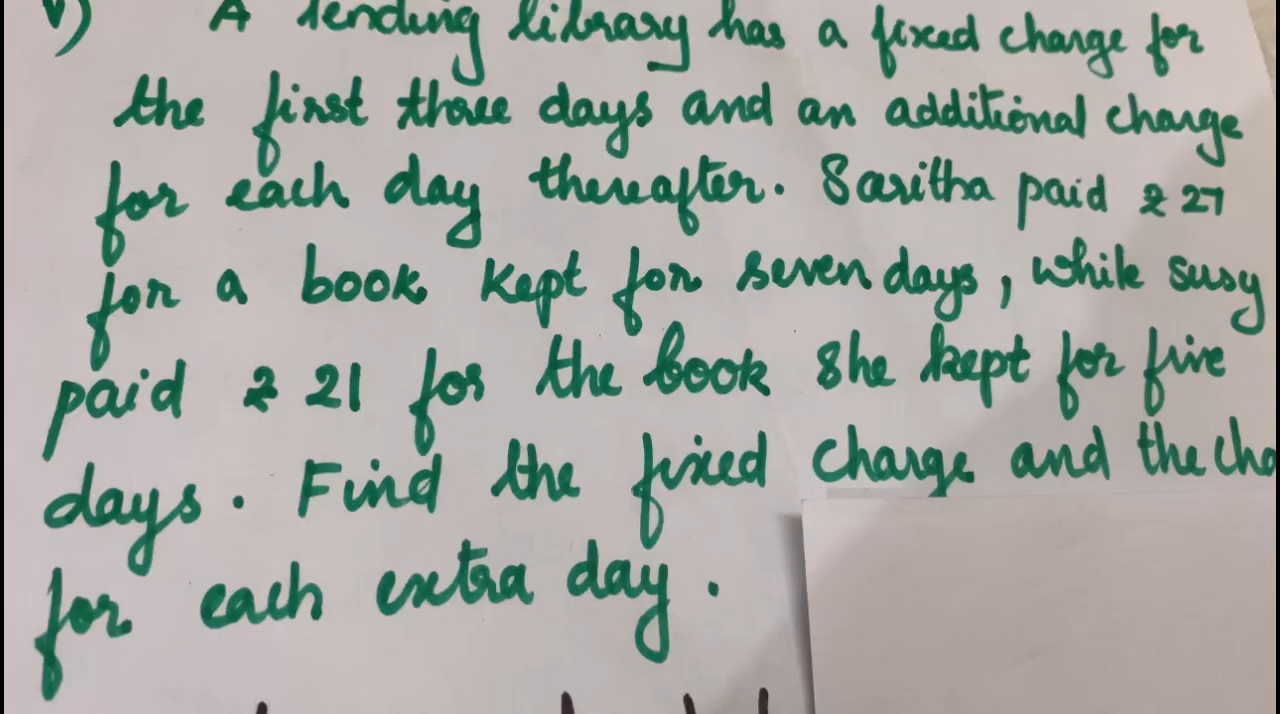 v) A lending library has a fixed charge for
the first three days and an additional charge
for each day thereafter. Saritha paid ₹ 27
for a book kept for seven days, while susy
paid ₹ 21 for the book she kept for five
days. Find the fixed charge and the cha
for each extra day.